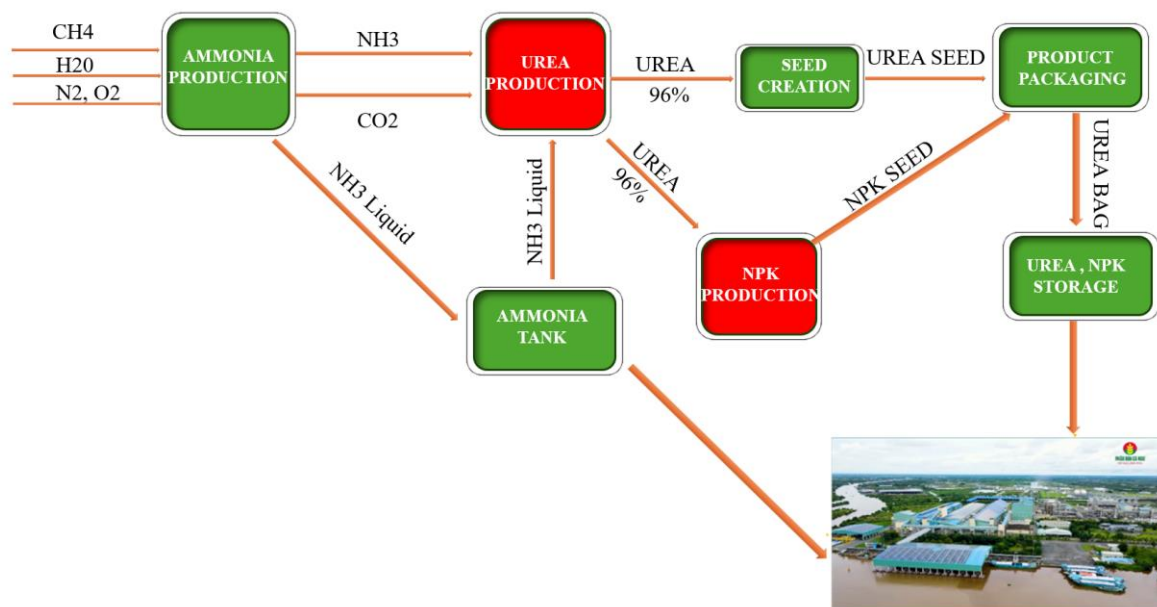 CH4
H20
N2, O2
AMMONIA
PRODUCTION
NH3
CO2
UREA
PRODUCTION
UREA
96%
SEED
CREATION
UREA SEED
PRODUCT
PACKAGING
NH3 Liquid
NH3 Liquid
UREA
96%
NPK SEED
UREA BAG
NPK
PRODUCTION
UREA , NPK
STORAGE
AMMONIA
TANK